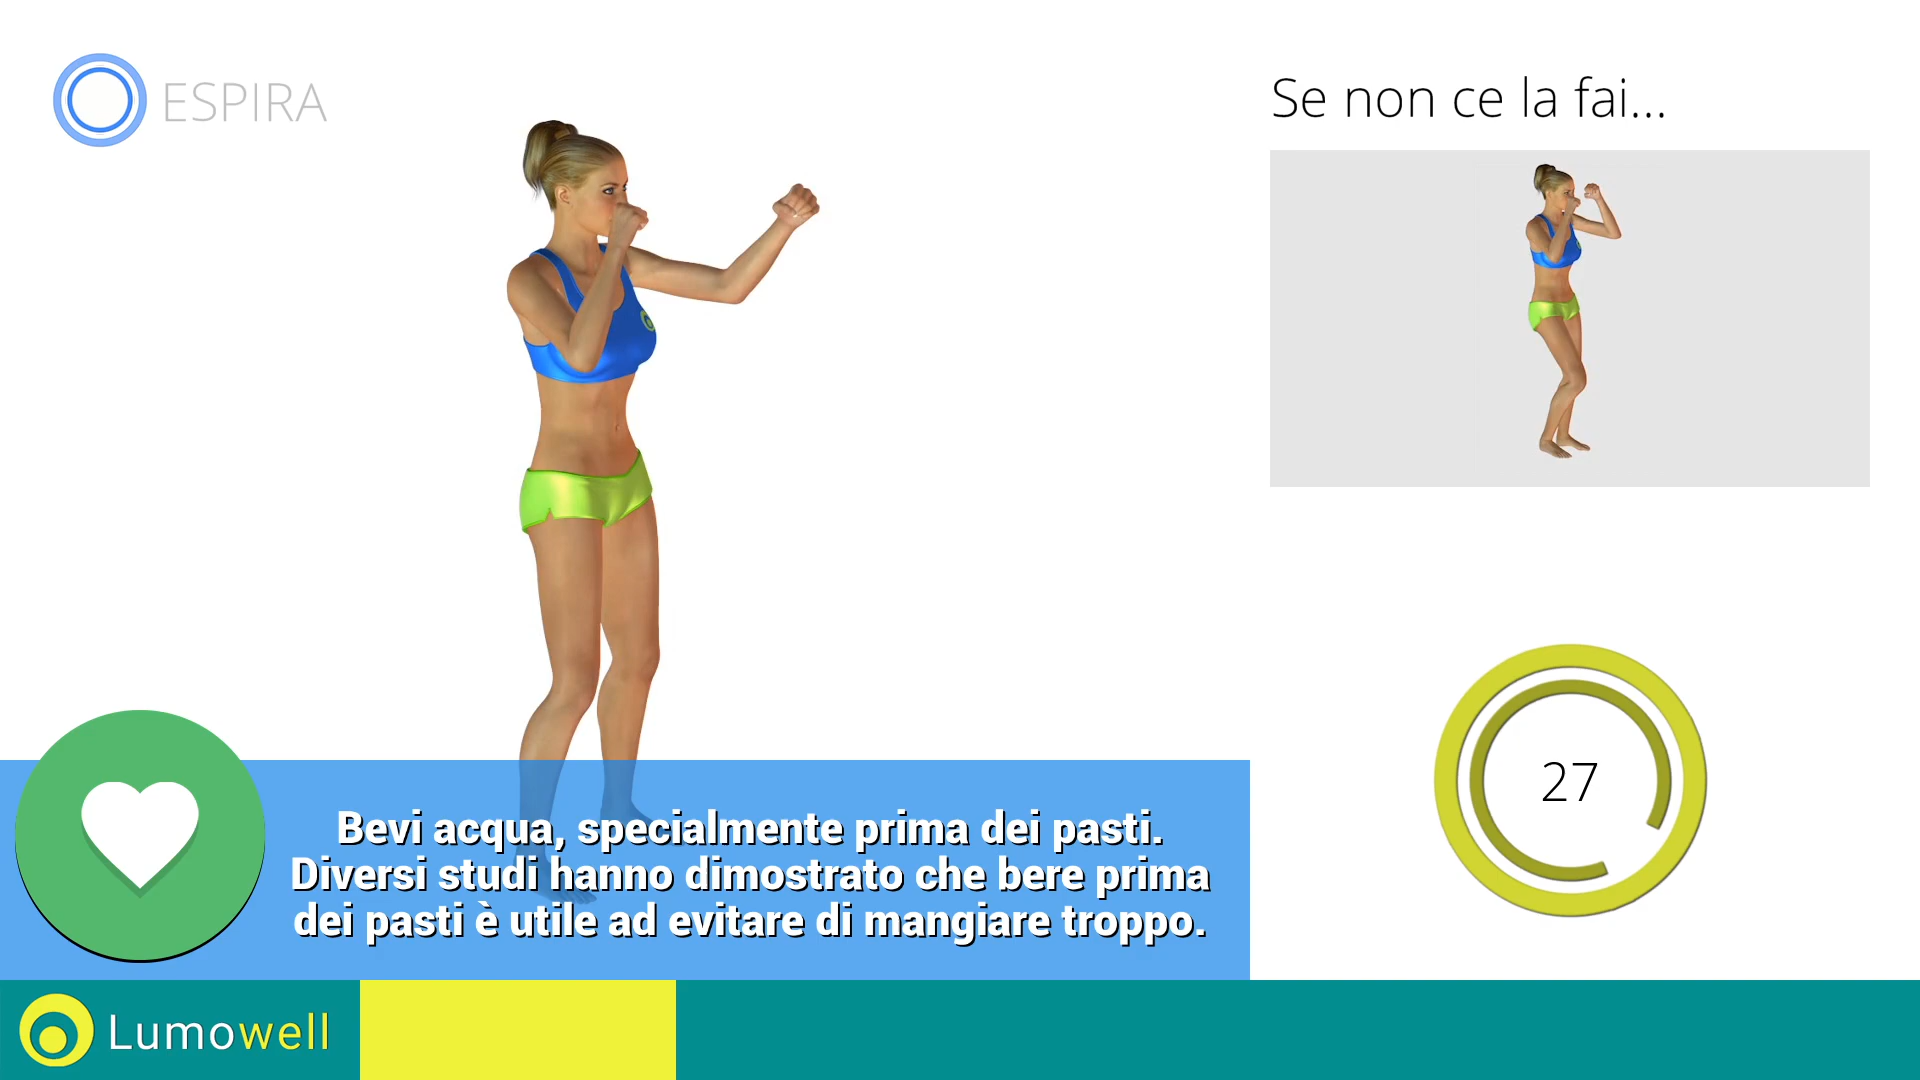 ESPIRA
Se non ce la fai...
27
Bevi acqua, specialmente prima dei pasti.
Diversi studi hanno dimostrato che bere prima
dei pasti è utile ad evitare di mangiare troppo.
Lumowell